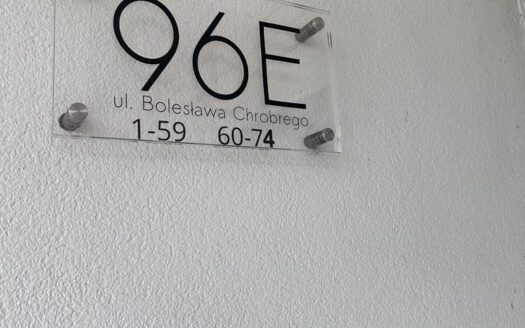 96E
ul. Bolesława Chrobrego
1-59 60-74